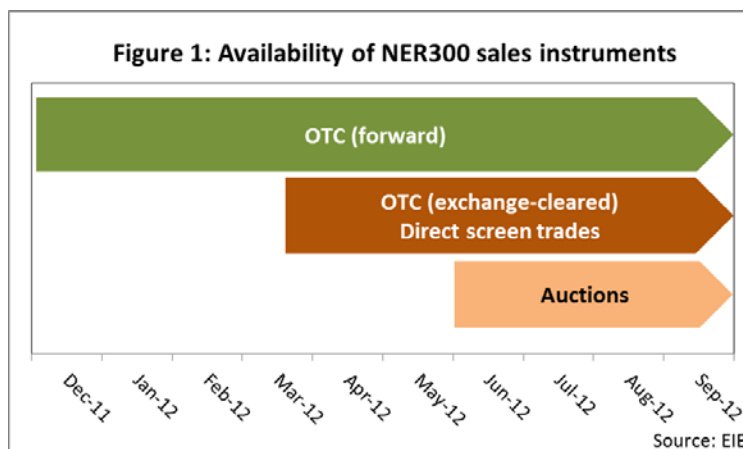 Figure 1: Availability of NER300 sales instruments
OTC (forward)
OTC (exchange-cleared)
Direct screen trades
Auctions
Dec-11
Jan-12
Feb-12
Mar-12
Apr-12
May-12
Jun-12
Jul-12
Aug-12
Sep-12
Source: EIB